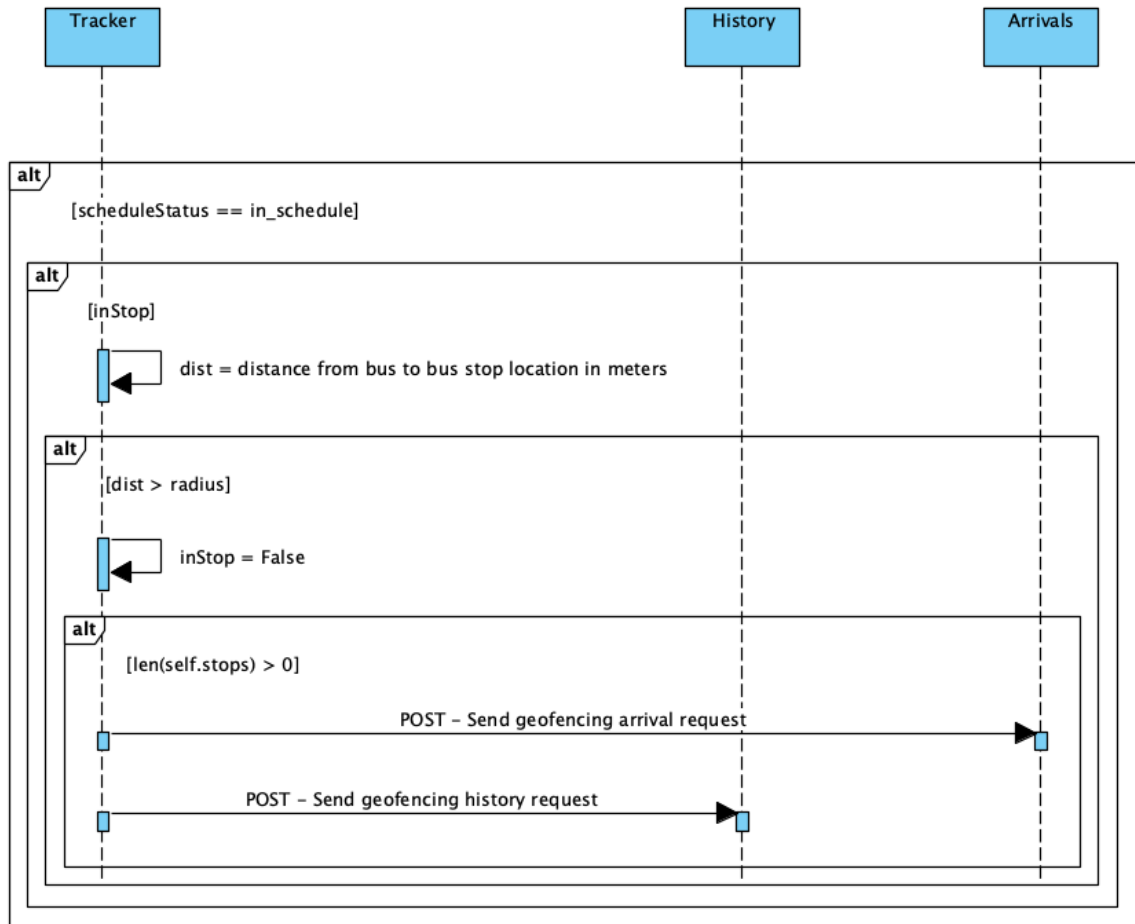 Tracker
History
Arrivals
alt
[scheduleStatus == in_schedule]
alt
[inStop]
dist = distance from bus to bus stop location in meters
alt
[dist > radius]
inStop = False
alt
[len(self.stops) > 0]
POST – Send geofencing arrival request
POST – Send geofencing history request